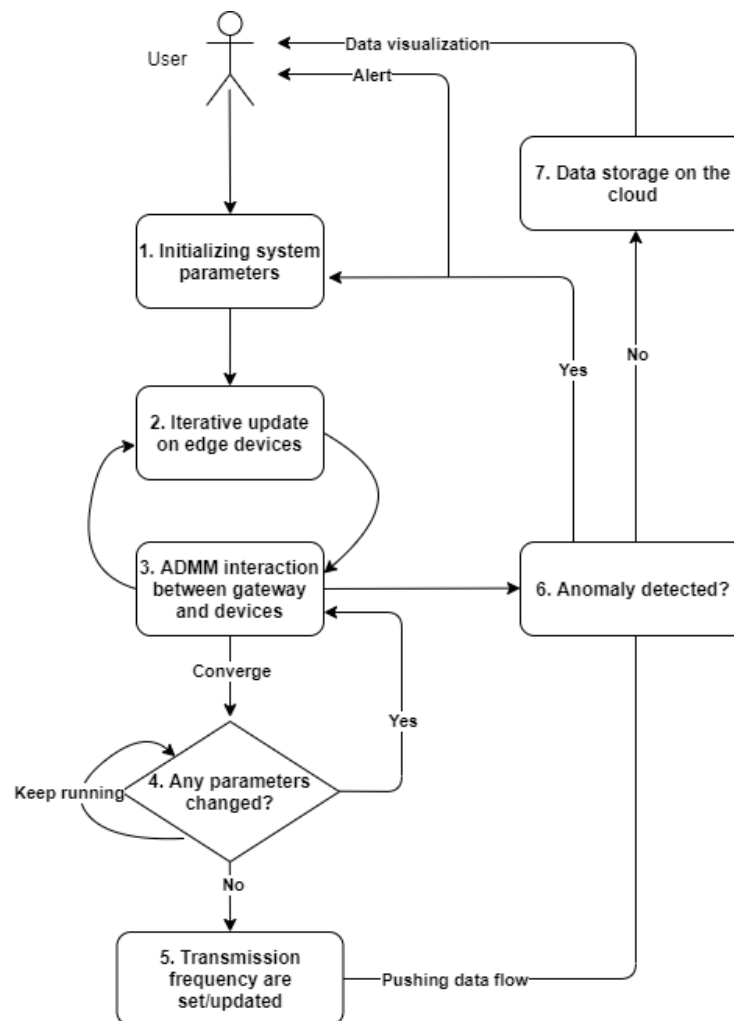 Data visualization
User
Alert
7. Data storage on the
cloud
1. Initializing system
parameters
No
Yes
2. Iterative update
on edge devices
3. ADMM interaction
between gateway
and devices
6. Anomaly detected?
Converge
Yes
4. Any parameters
changed?
Keep running
No
5. Transmission
frequency are
set/updated
Pushing data flow